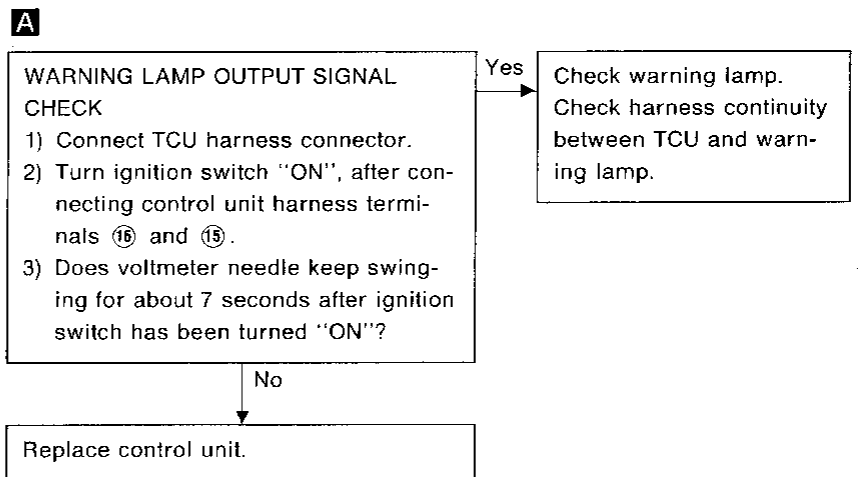 A
WARNING LAMP OUTPUT SIGNAL
CHECK
1) Connect TCU harness connector.
2) Turn ignition switch "ON", after con-
necting control unit harness termi-
nals ⑯ and ⑮.
3) Does voltmeter needle keep swing-
ing for about 7 seconds after ignition
switch has been turned "ON"?
Yes
Check warning lamp.
Check harness continuity
between TCU and warn-
ing lamp.
No
Replace control unit.